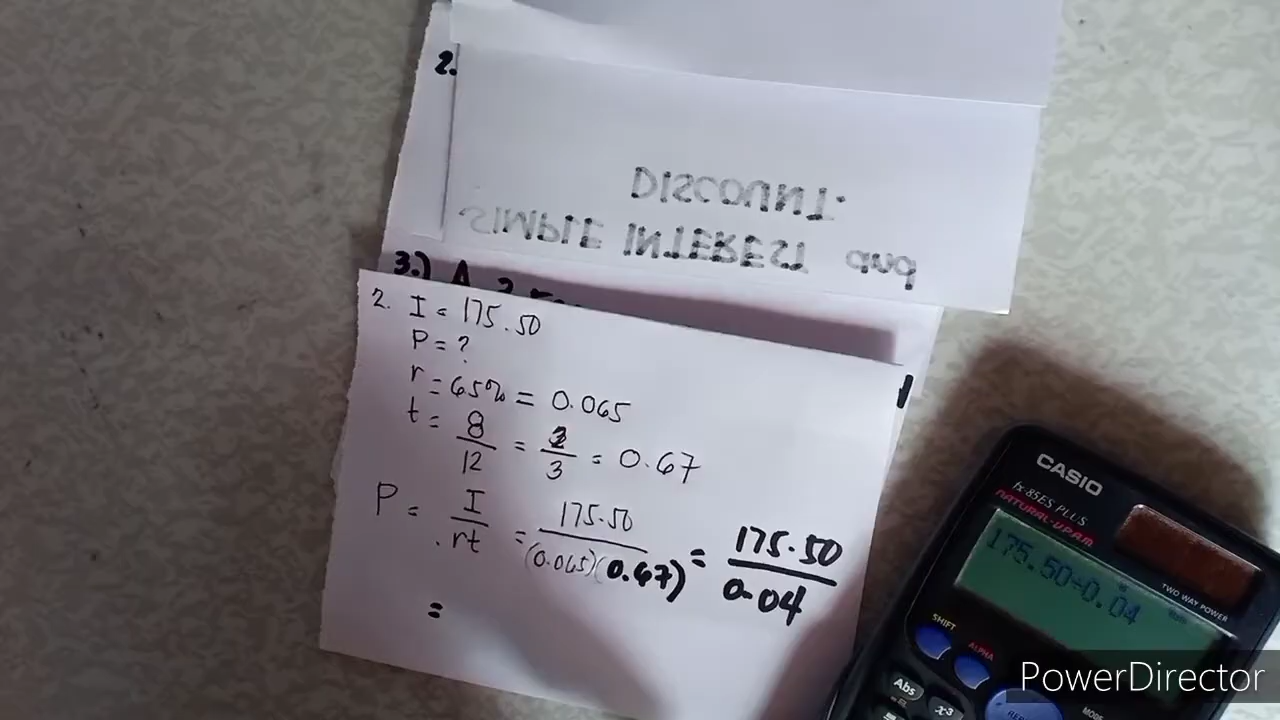 2.
DISCOUNT.
SIMPLE INTEREST and
3.) A
2. I = 175.50
P = ?
r = 65% = 0.065
t = 8/12 = 2/3 = 0.67
P = I/rt = 175.50/(0.065)(0.67) = 175.50/0.04
=
CASIO
fx-85ES PLUS
NATURAL-V.P.A.M.
TWO WAY POWER
175.50÷0.04
SHIFT
ALPHA
Abs
x³
PowerDirector